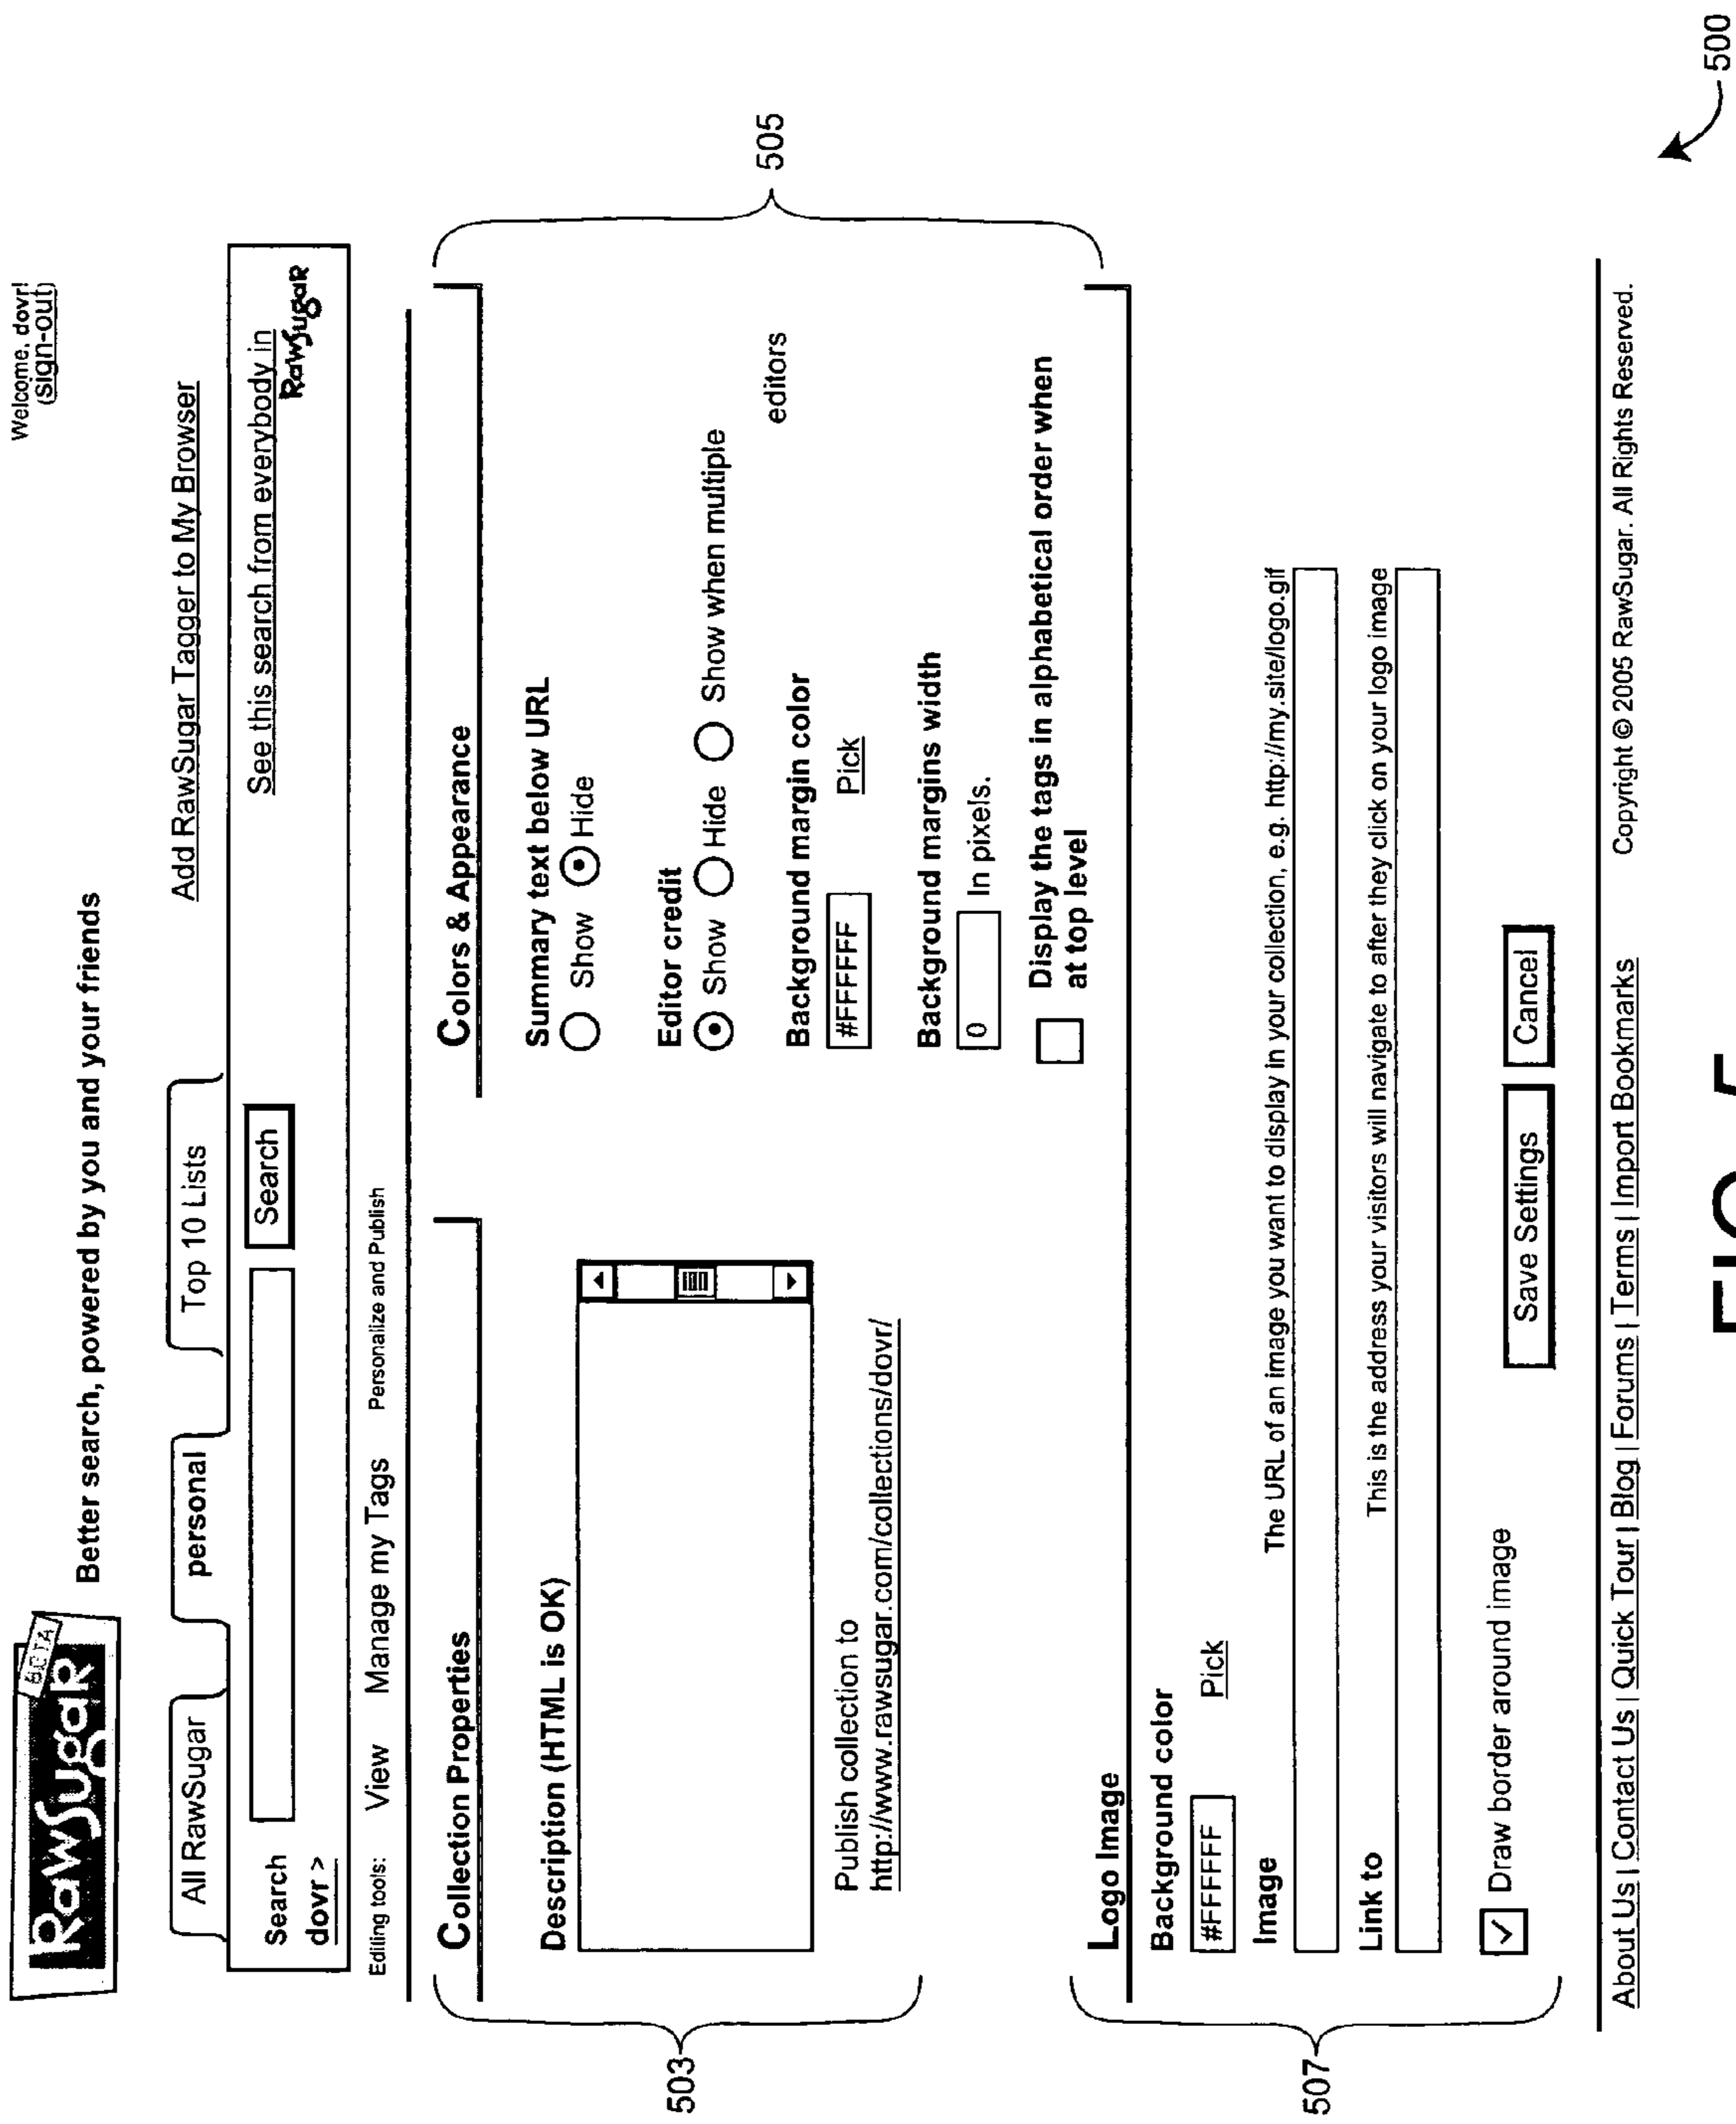 Welcome, dovr!
(sign-out)
RawSugaR
BETA
Better search, powered by you and your friends
All RawSugar
personal
Top 10 Lists
Add RawSugar Tagger to My Browser
Search
dovr >
Search
See this search from everybody in
RawSugaR
Editing tools: View Manage my Tags Personalize and Publish
Collection Properties
Description (HTML is OK)
Publish collection to
http://www.rawsugar.com/collections/dovr/
503
Colors & Appearance
Summary text below URL
Show Hide
Editor credit
Show Hide Show when multiple
editors
Background margin color
#FFFFFF Pick
Background margins width
0 In pixels.
Display the tags in alphabetical order when
at top level
505
Logo Image
Background color
#FFFFFF Pick
Image
The URL of an image you want to display in your collection, e.g. http://my.site/logo.gif
Link to
This is the address your visitors will navigate to after they click on your logo image
Draw border around image
Save Settings Cancel
507
About Us | Contact Us | Quick Tour | Blog | Forums | Terms | Import Bookmarks Copyright © 2005 RawSugar. All Rights Reserved.
500